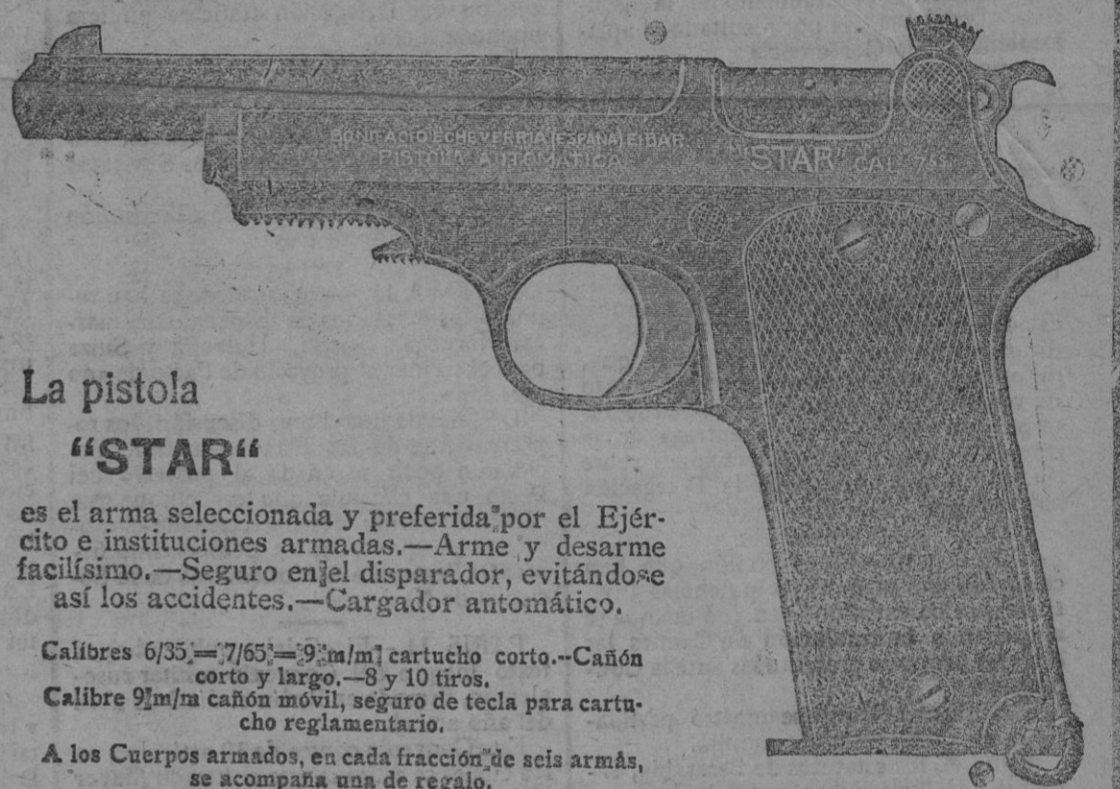 BONIFACIO ECHEVERRIA (ESPAÑA) EIBAR
PISTOLA AUTOMATICA "STAR" CAL 7'65
La pistola
“STAR“
es el arma seleccionada y preferida por el Ejér-
cito e instituciones armadas.—Arme y desarme
facilísimo.—Seguro en el disparador, evitándose
así los accidentes.—Cargador antomático.
Calibres 6/35 = 7/65 = 9 m/m cartucho corto.--Cañón
corto y largo.—8 y 10 tiros.
Calibre 9 m/m cañón móvil, seguro de tecla para cartu-
cho reglamentario.
A los Cuerpos armados, en cada fracción de seis armas,
se acompaña una de regalo.